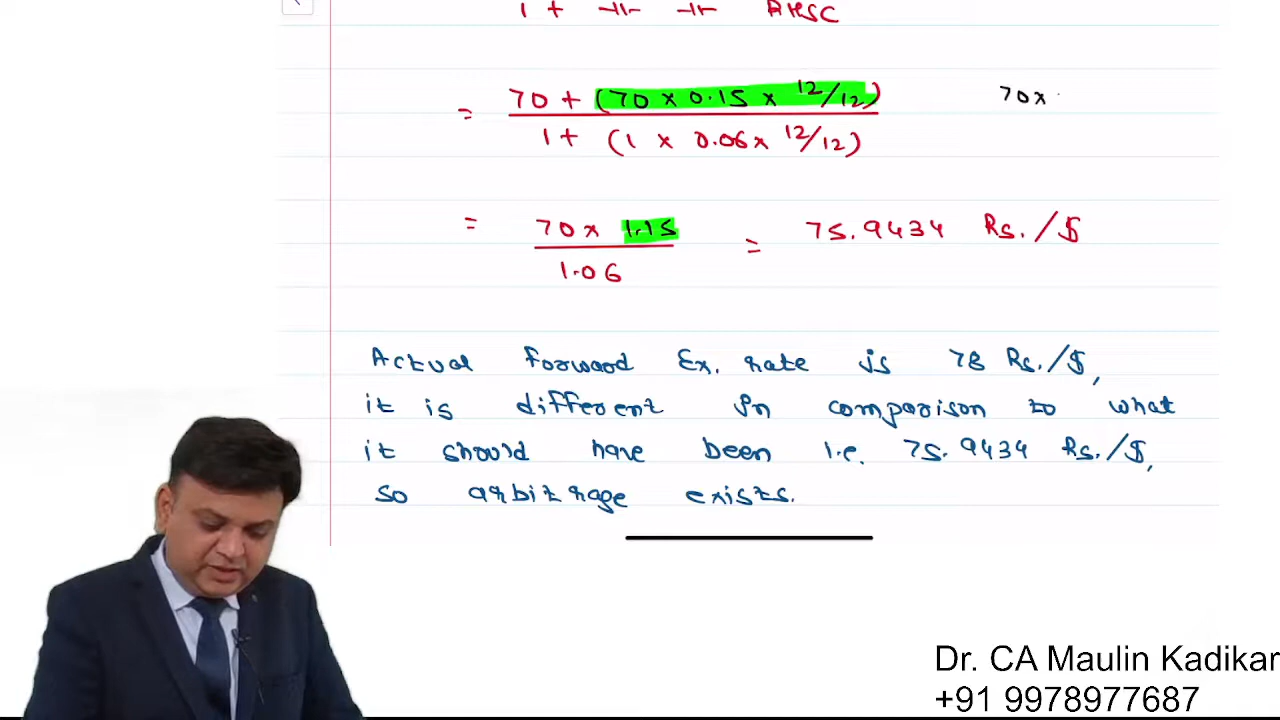 = 70 + (70 x 0.15 x 12/12) 70x
1 + (1 x 0.06 x 12/12)
= 70 x 1.15 = 75.9434 Rs./$
1.06
Actual forward Ex. rate is 78 Rs./$,
it is different in comparison to what
it should have been i.e. 75.9434 Rs./$,
so arbitrage exists.
Dr. CA Maulin Kadikar
+91 9978977687